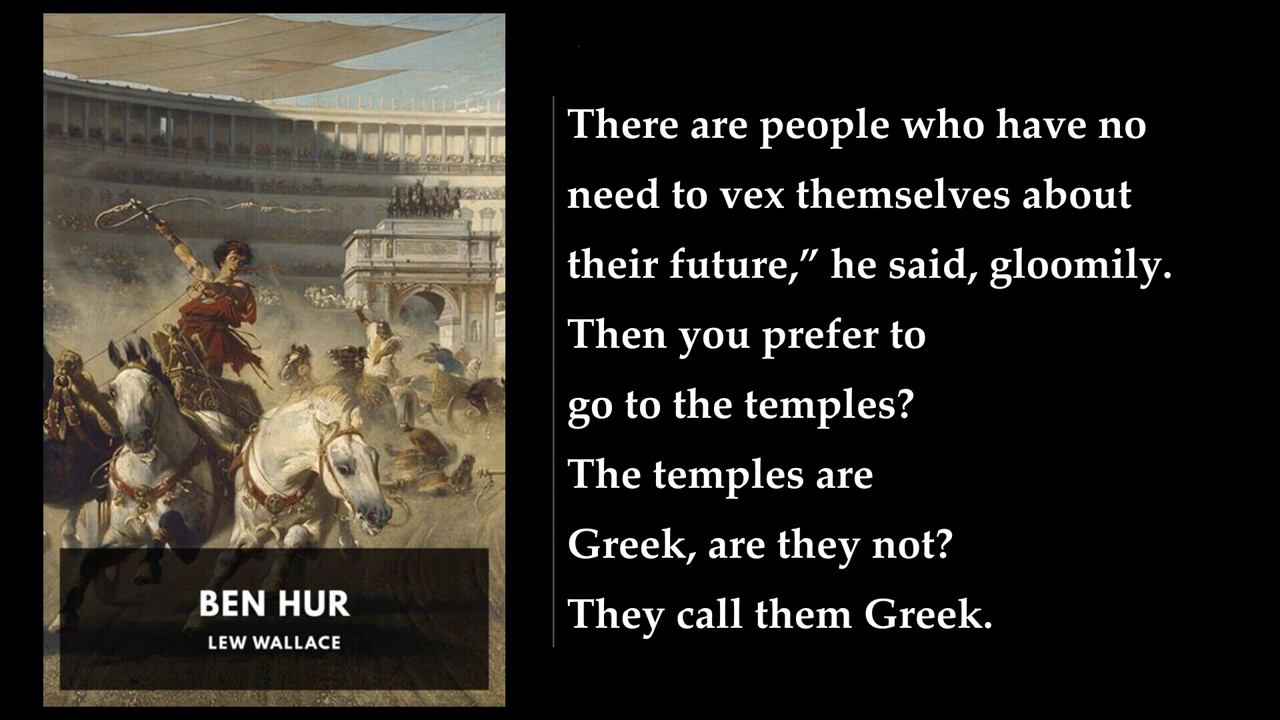 There are people who have no
need to vex themselves about
their future,” he said, gloomily.
Then you prefer to
go to the temples?
The temples are
Greek, are they not?
They call them Greek.
BEN HUR
LEW WALLACE